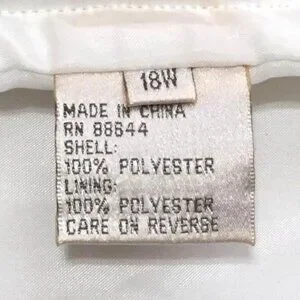 18W
MADE IN CHINA
RN 88644
SHELL:
100% POLYESTER
LINING:
100% POLYESTER
CARE ON REVERSE